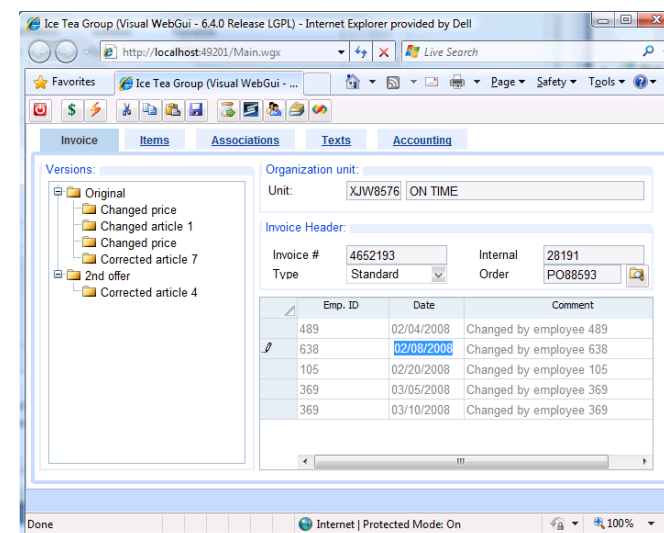 Ice Tea Group (Visual WebGui - 6.4.0 Release LGPL) - Internet Explorer provided by Dell
http://localhost:49201/Main.wgx
Live Search
Favorites Ice Tea Group (Visual WebGui - ... Page Safety Tools
Invoice Items Associations Texts Accounting
Versions:
Original
Changed price
Changed article 1
Changed price
Corrected article 7
2nd offer
Corrected article 4
Organization unit:
Unit: XJW8576 ON TIME
Invoice Header:
Invoice # 4652193 Internal 28191
Type Standard Order PO88593
Emp. ID Date Comment
489 02/04/2008 Changed by employee 489
638 02/08/2008 Changed by employee 638
105 02/20/2008 Changed by employee 105
369 03/05/2008 Changed by employee 369
369 03/10/2008 Changed by employee 369
Done Internet | Protected Mode: On 100%